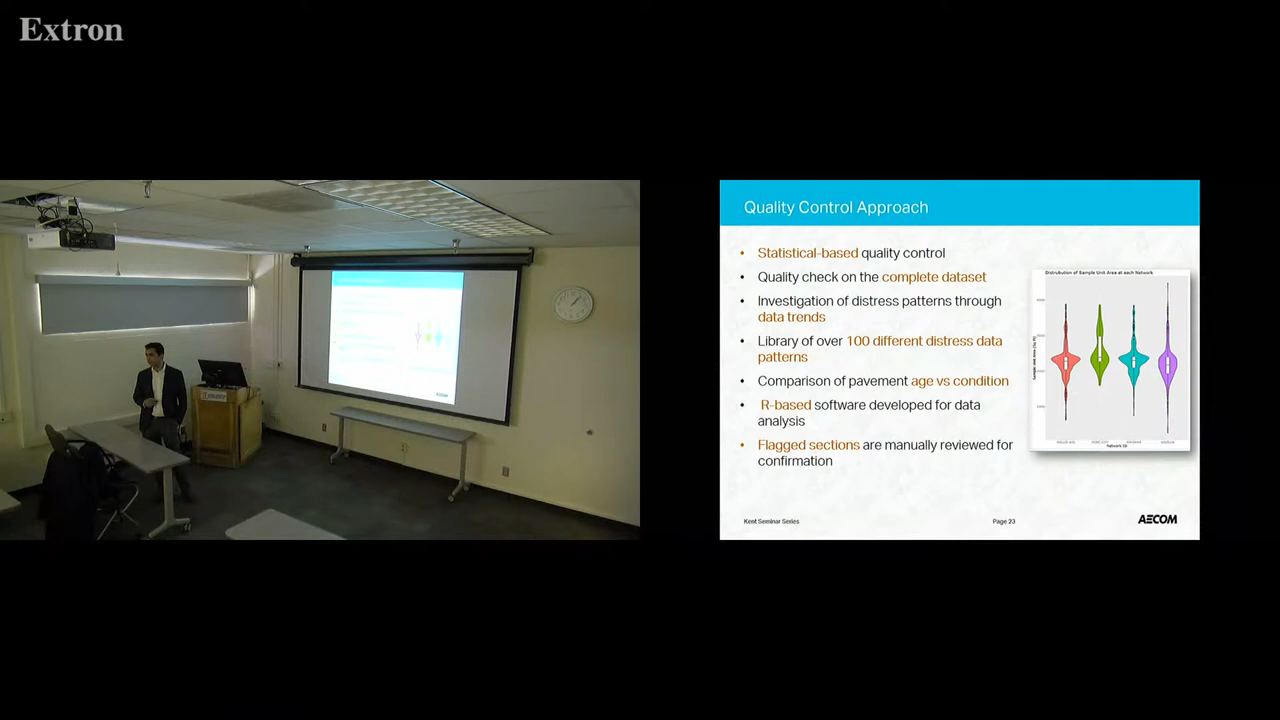 Extron
Quality Control Approach
• Statistical-based quality control
• Quality check on the complete dataset
• Investigation of distress patterns through
data trends
• Library of over 100 different distress data
patterns
• Comparison of pavement age vs condition
• R-based software developed for data
analysis
• Flagged sections are manually reviewed for
confirmation
Distrubution of Sample Unit Area at each Network
Network ID
Kent Seminar Series
Page 23
AECOM